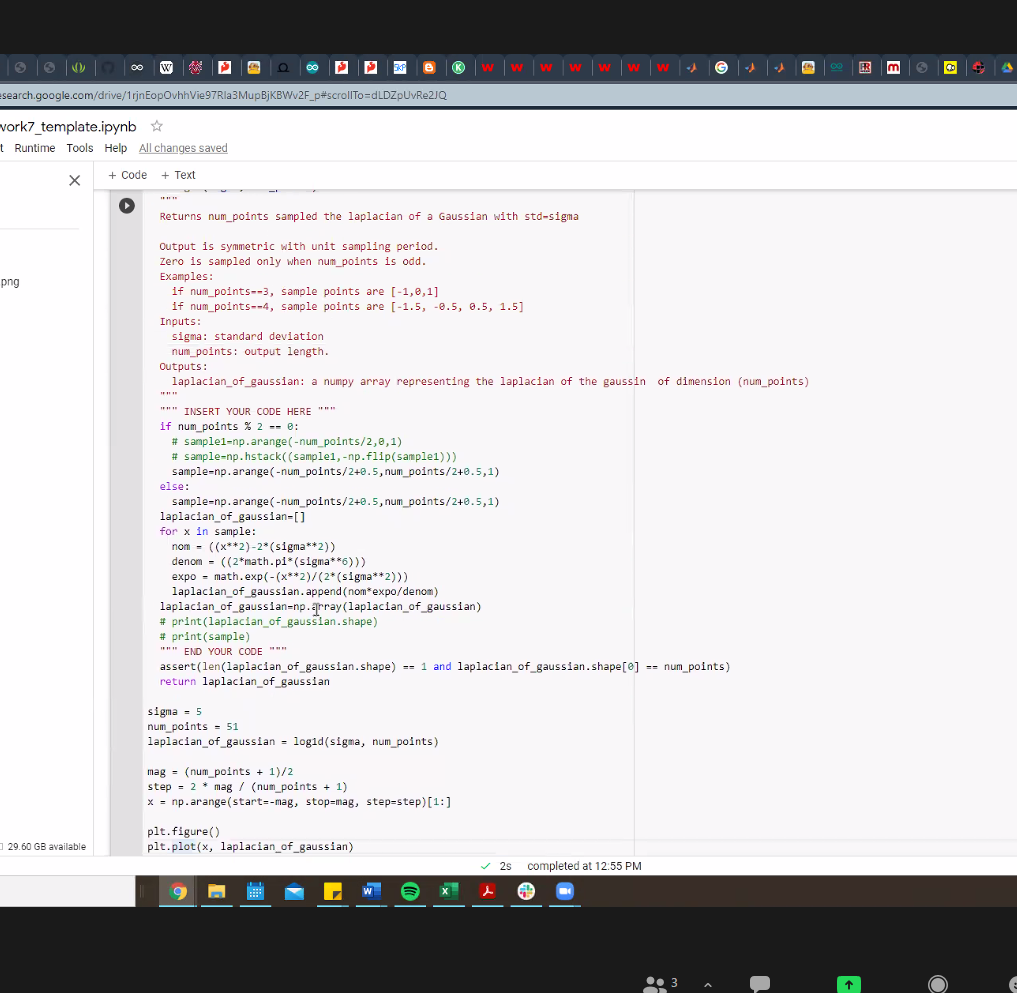 esearch.google.com/drive/1rjnEopOvhhVie97Rla3MupBjKBWv2F_p#scrollTo=dLDZpUvRe2JQ
work7_template.ipynb
t Runtime Tools Help All changes saved
+ Code + Text
"""
Returns num_points sampled the laplacian of a Gaussian with std=sigma
Output is symmetric with unit sampling period.
Zero is sampled only when num_points is odd.
Examples:
if num_points==3, sample points are [-1,0,1]
if num_points==4, sample points are [-1.5, -0.5, 0.5, 1.5]
Inputs:
sigma: standard deviation
num_points: output length.
Outputs:
laplacian_of_gaussian: a numpy array representing the laplacian of the gaussin  of dimension (num_points)
"""
""" INSERT YOUR CODE HERE """
if num_points % 2 == 0:
# sample1=np.arange(-num_points/2,0,1)
# sample=np.hstack((sample1,-np.flip(sample1)))
sample=np.arange(-num_points/2+0.5,num_points/2+0.5,1)
else:
sample=np.arange(-num_points/2+0.5,num_points/2+0.5,1)
laplacian_of_gaussian=[]
for x in sample:
nom = ((x**2)-2*(sigma**2))
denom = ((2*math.pi*(sigma**6)))
expo = math.exp(-(x**2)/(2*(sigma**2)))
laplacian_of_gaussian.append(nom*expo/denom)
laplacian_of_gaussian=np.array(laplacian_of_gaussian)
# print(laplacian_of_gaussian.shape)
# print(sample)
""" END YOUR CODE """
assert(len(laplacian_of_gaussian.shape) == 1 and laplacian_of_gaussian.shape[0] == num_points)
return laplacian_of_gaussian
sigma = 5
num_points = 51
laplacian_of_gaussian = log1d(sigma, num_points)
mag = (num_points + 1)/2
step = 2 * mag / (num_points + 1)
x = np.arange(start=-mag, stop=mag, step=step)[1:]
plt.figure()
plt.plot(x, laplacian_of_gaussian)
png
29.60 GB available
2s completed at 12:55 PM
3